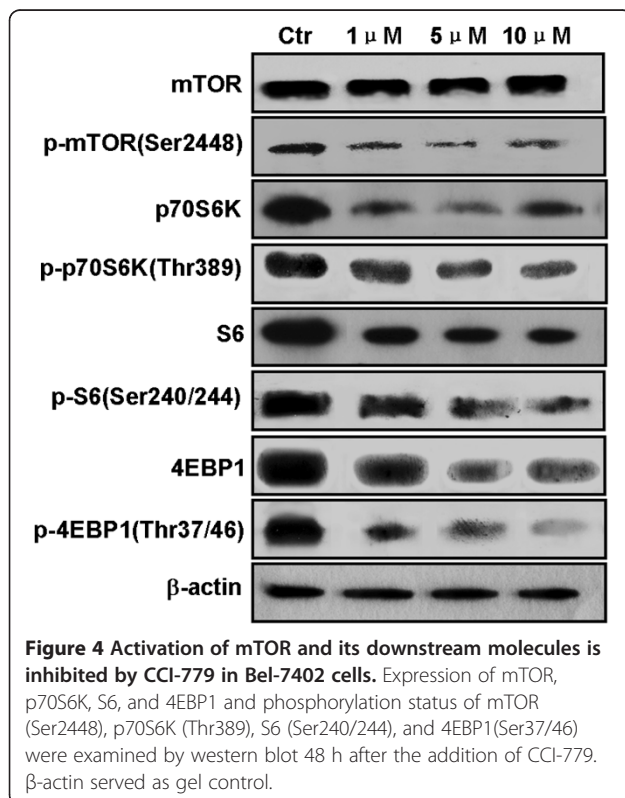 Ctr 1 μ M 5 μ M 10 μ M
mTOR
p-mTOR(Ser2448)
p70S6K
p-p70S6K(Thr389)
S6
p-S6(Ser240/244)
4EBP1
p-4EBP1(Thr37/46)
β-actin
Figure 4 Activation of mTOR and its downstream molecules is
inhibited by CCI-779 in Bel-7402 cells. Expression of mTOR,
p70S6K, S6, and 4EBP1 and phosphorylation status of mTOR
(Ser2448), p70S6K (Thr389), S6 (Ser240/244), and 4EBP1(Ser37/46)
were examined by western blot 48 h after the addition of CCI-779.
β-actin served as gel control.